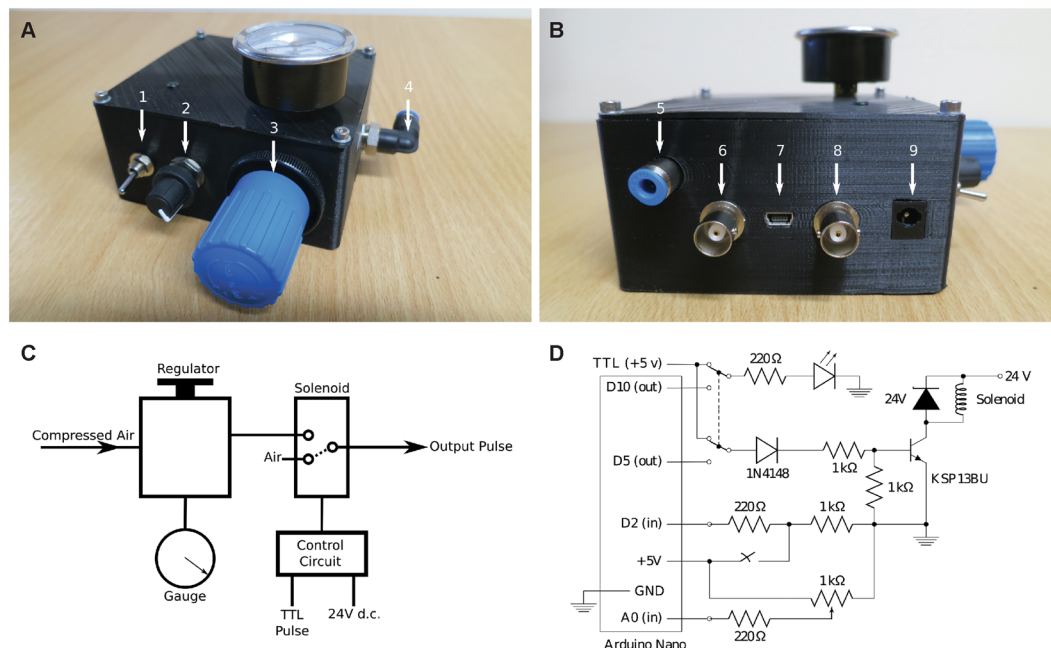 A
1
2
3
4
B
5
6
7
8
9
C
Regulator
Compressed Air
Solenoid
Air
Output Pulse
Control
Circuit
Gauge
TTL
Pulse
24V d.c.
D
TTL (+5 v)
220Ω
D10 (out)
24V
24 V
Solenoid
D5 (out)
1N4148
1kΩ
1kΩ
KSP13BU
D2 (in)
220Ω
1kΩ
+5V
GND
1kΩ
A0 (in)
220Ω
Arduino Nano